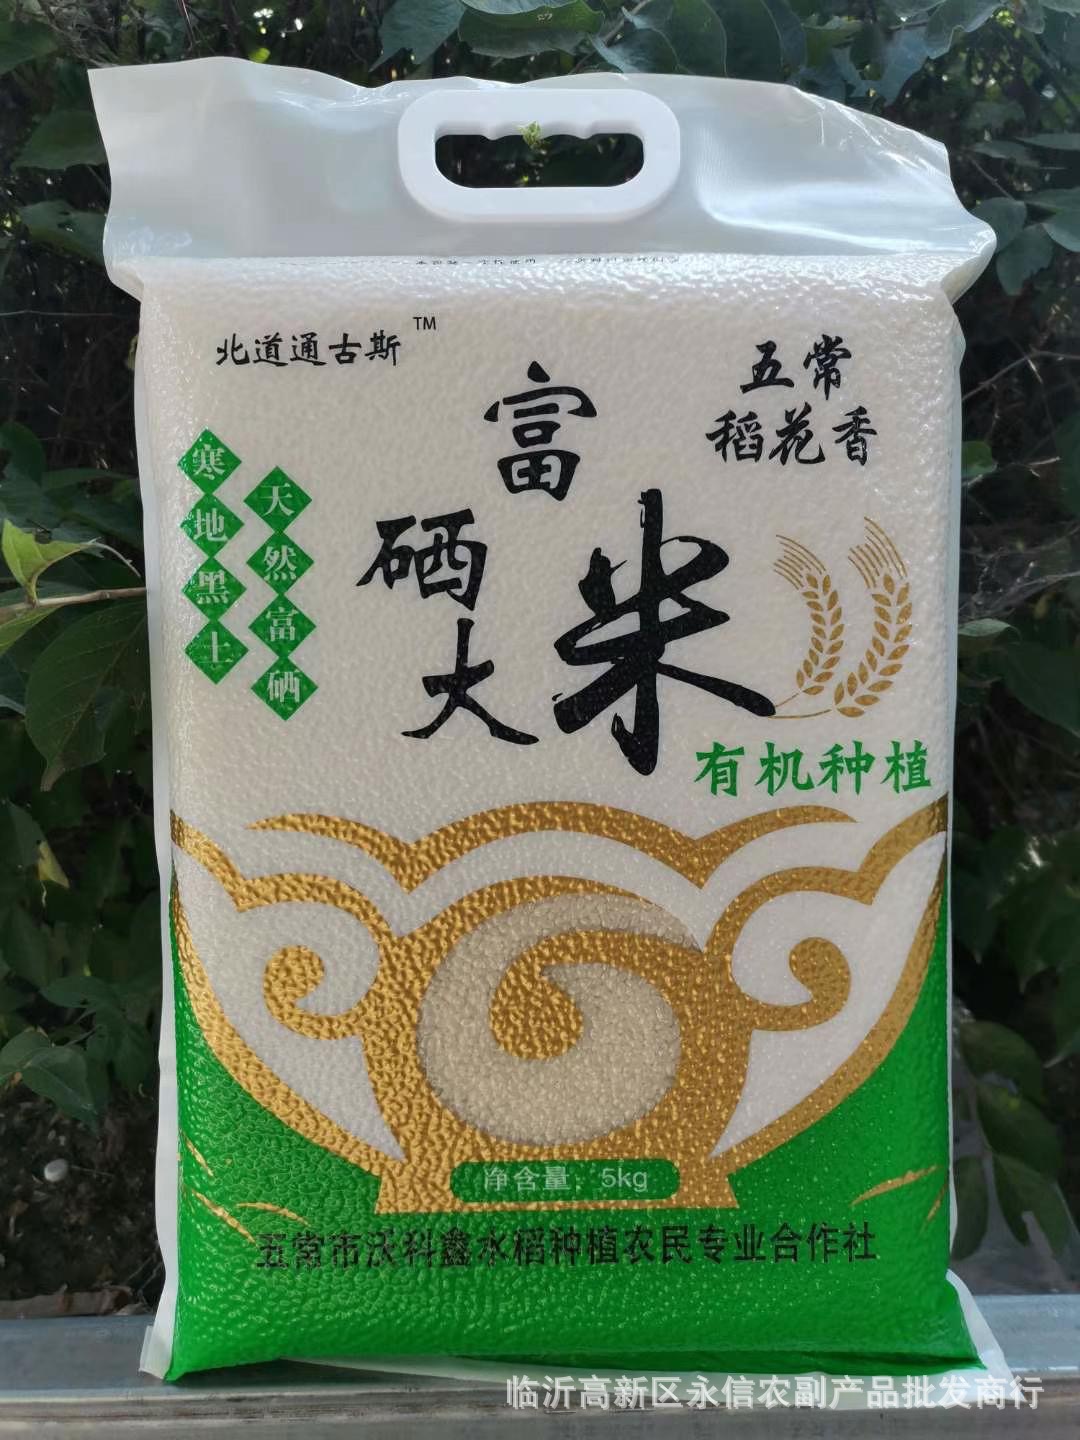 北道通古斯™
五常
稻花香
富
硒
大
米
寒地黑土
天然富硒
有机种植
净含量：5kg
五常市沃科鑫水稻种植农民专业合作社
临沂高新区永信农副产品批发商行